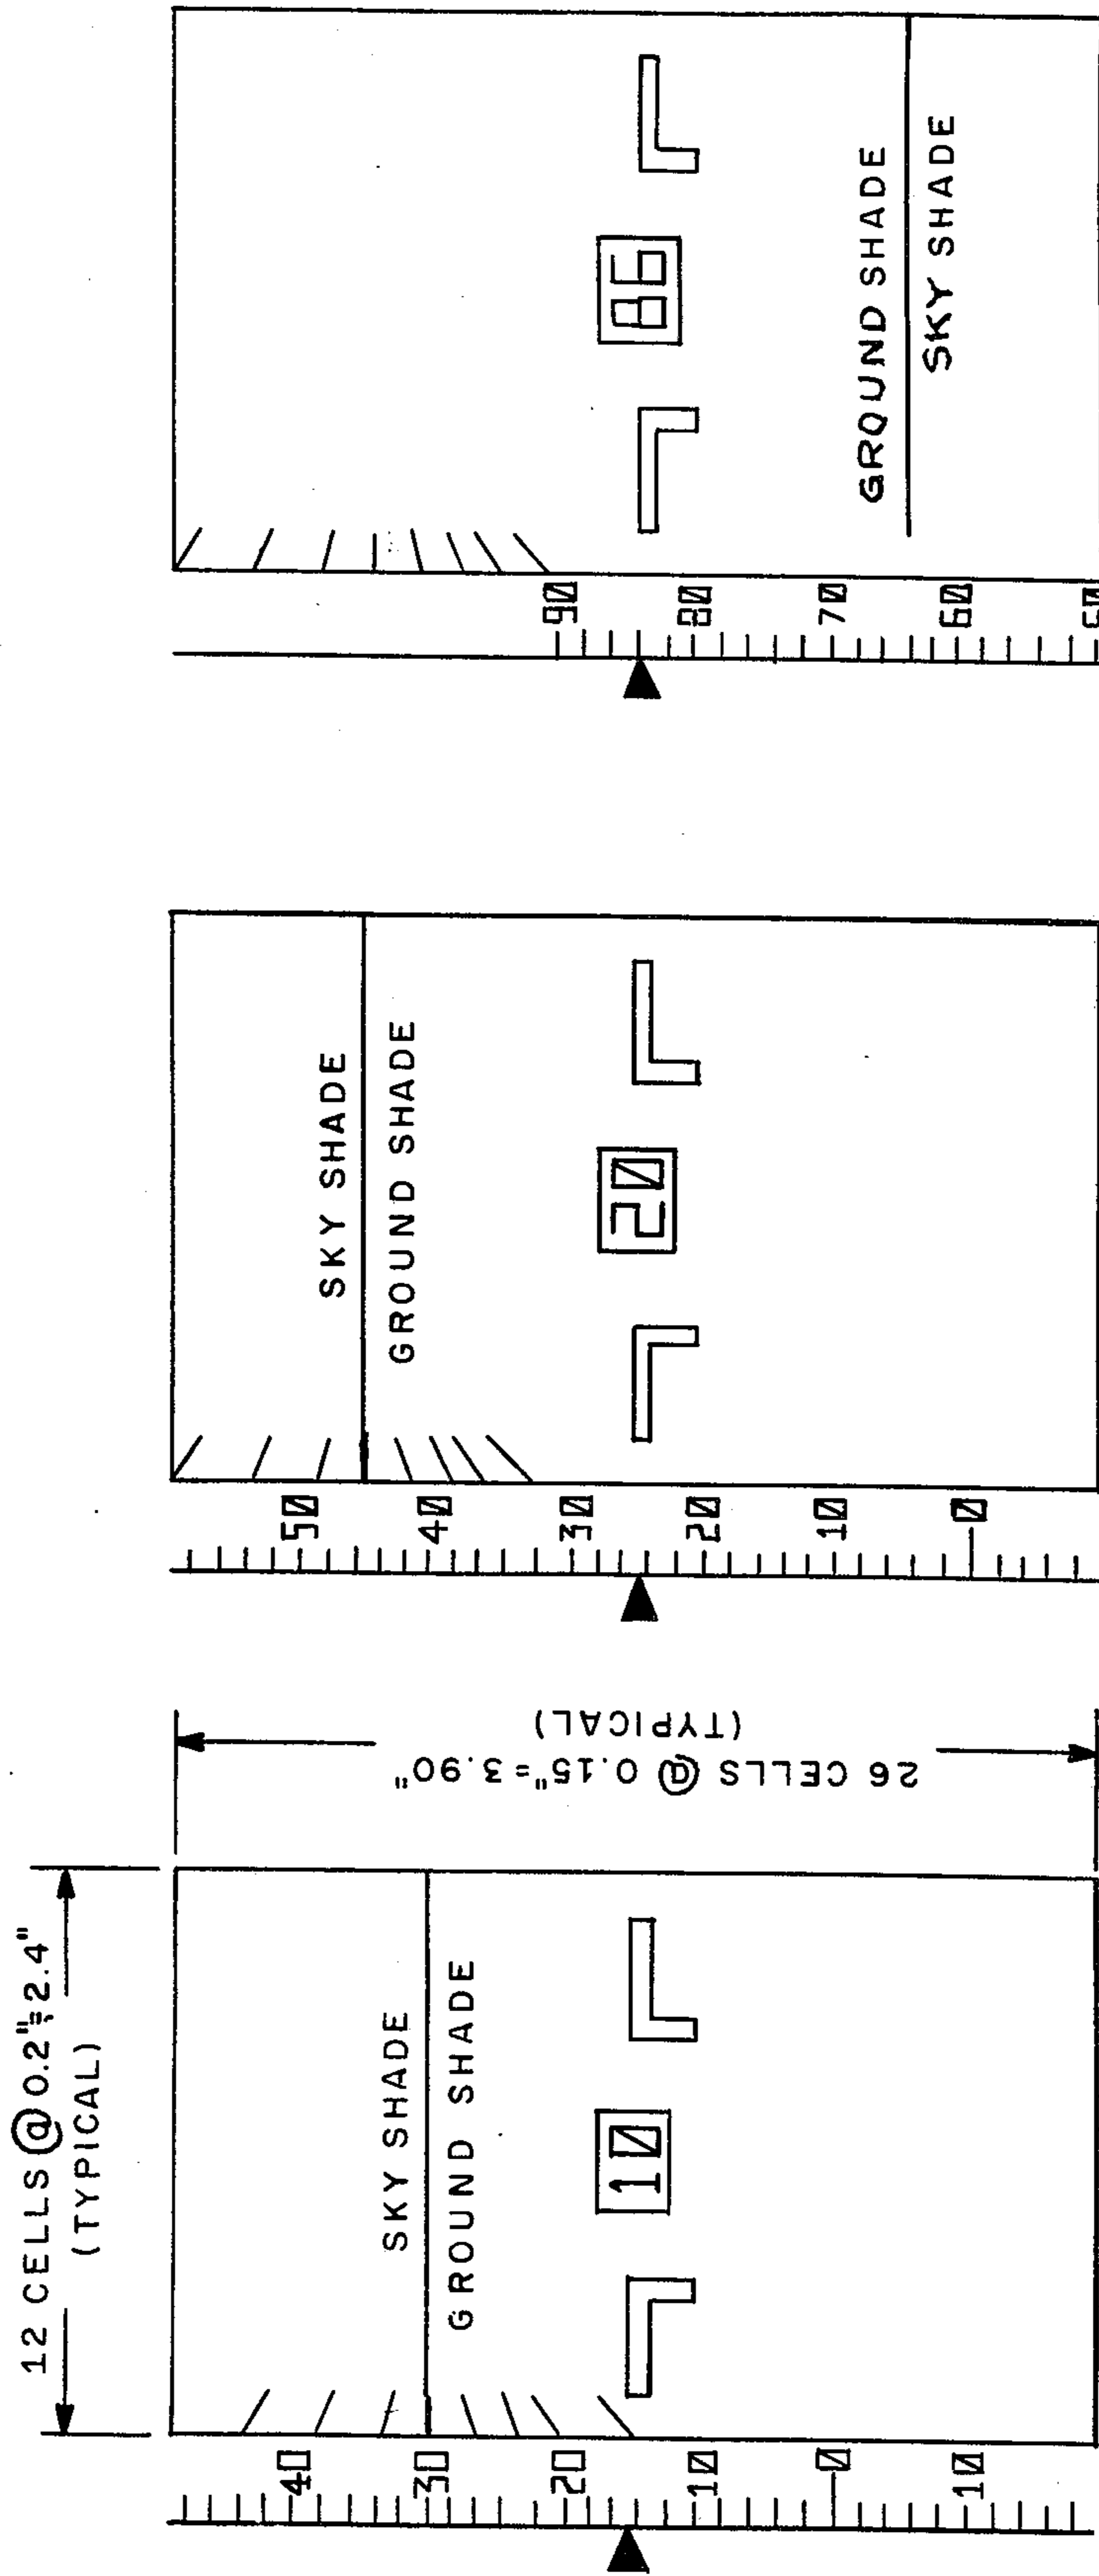 12 CELLS @ 0.2"=2.4"
(TYPICAL)
40
30
20
10
0
10
SKY SHADE
GROUND SHADE
10
26 CELLS @ 0.15"=3.90"
(TYPICAL)
50
40
30
20
10
0
SKY SHADE
GROUND SHADE
20
90
80
70
60
50
86
GROUND SHADE
SKY SHADE